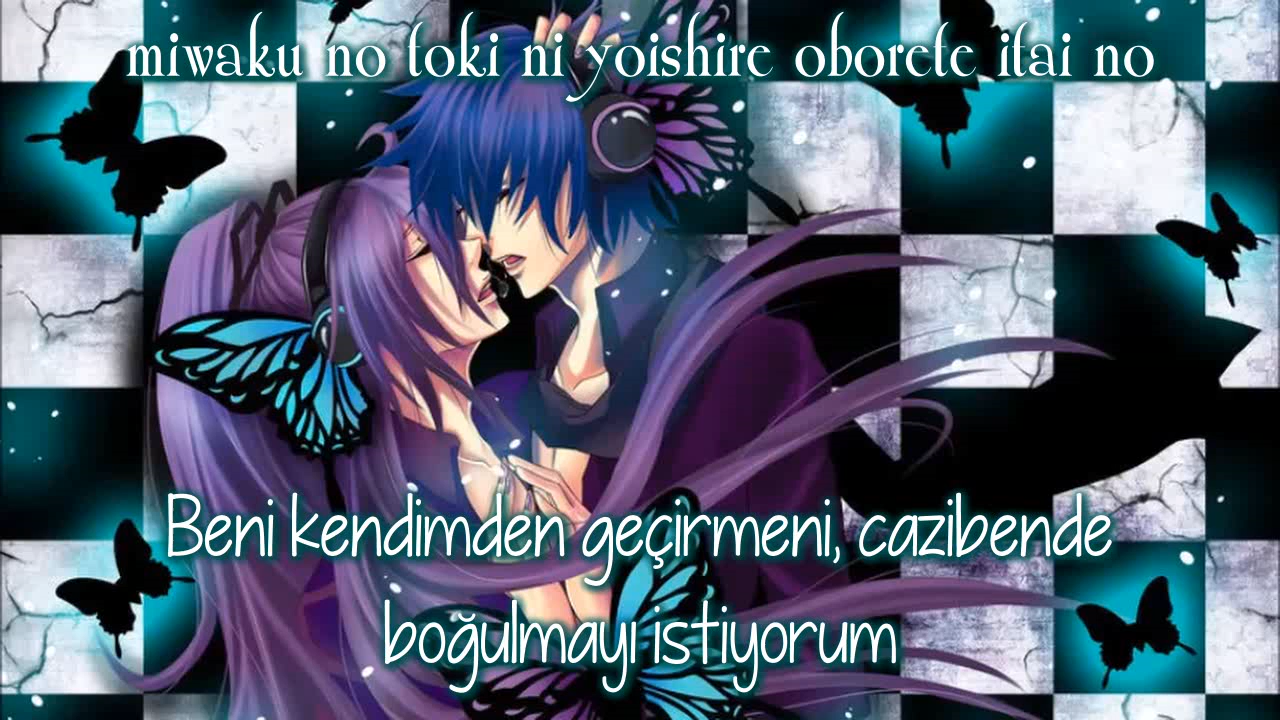 miwaku no toki ni yoishire oborete itai no
Beni kendimden geçirmeni, cazibende
boğulmayı istiyorum